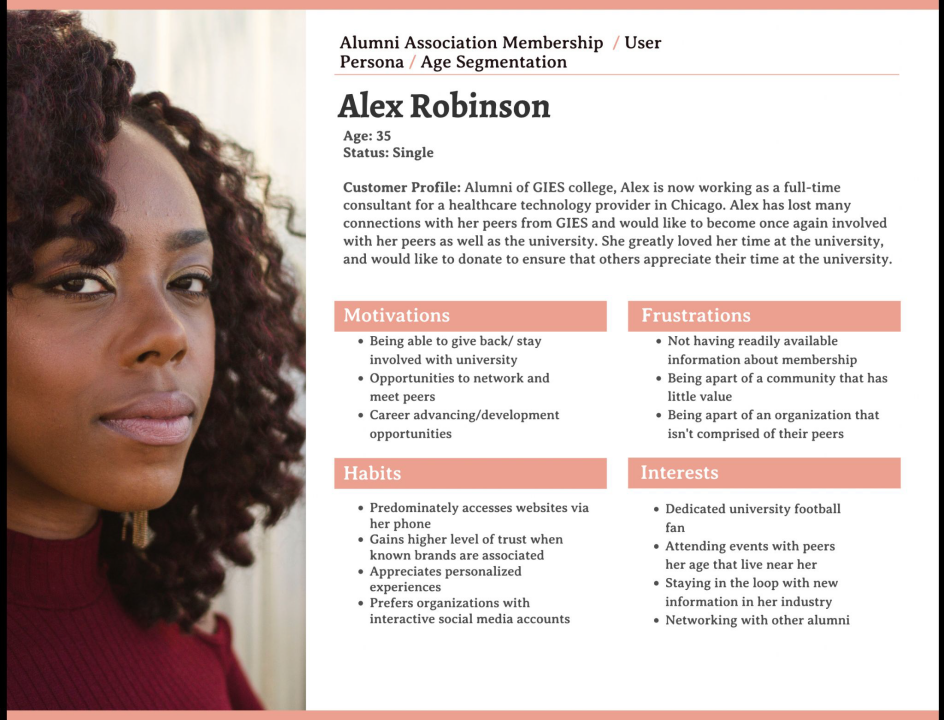 Alumni Association Membership / User
Persona / Age Segmentation
Alex Robinson
Age: 35
Status: Single
Customer Profile: Alumni of GIES college, Alex is now working as a full-time
consultant for a healthcare technology provider in Chicago. Alex has lost many
connections with her peers from GIES and would like to become once again involved
with her peers as well as the university. She greatly loved her time at the university,
and would like to donate to ensure that others appreciate their time at the university.
Motivations
• Being able to give back/ stay
involved with university
• Opportunities to network and
meet peers
• Career advancing/development
opportunities
Frustrations
• Not having readily available
information about membership
• Being apart of a community that has
little value
• Being apart of an organization that
isn't comprised of their peers
Habits
• Predominately accesses websites via
her phone
• Gains higher level of trust when
known brands are associated
• Appreciates personalized
experiences
• Prefers organizations with
interactive social media accounts
Interests
• Dedicated university football
fan
• Attending events with peers
her age that live near her
• Staying in the loop with new
information in her industry
• Networking with other alumni